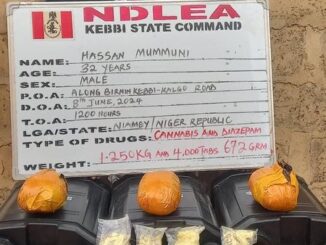 NDLEA
KEBBI STATE COMMAND
NAME: HASSAN MUMMUNI
AGE: 32 YEARS
SEX: MALE
P.O.A: ALONG BIRNIN KEBBI-KALGO ROAD
D.O.A: 8TH JUNE, 2024
T.O.A: 1200 HOURS
LGA/STATE: NIAMEY/NIGER REPUBLIC
TYPE OF DRUGS: CANNABIS AND DIAZEPAM
WEIGHT: 1.250KG AND 4,000TABS 672GRM